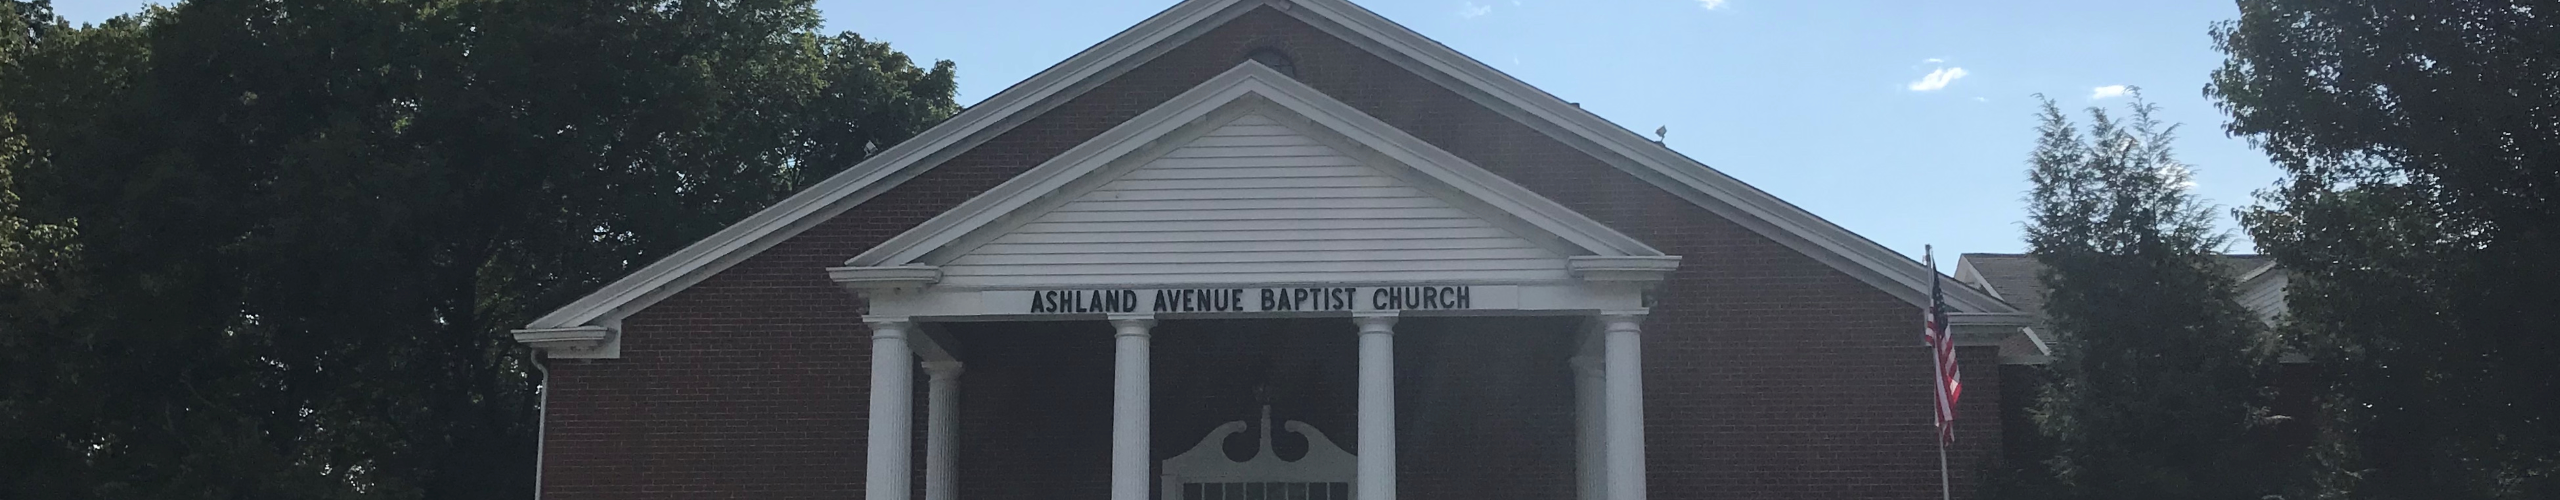 ASHLAND AVENUE BAPTIST CHURCH